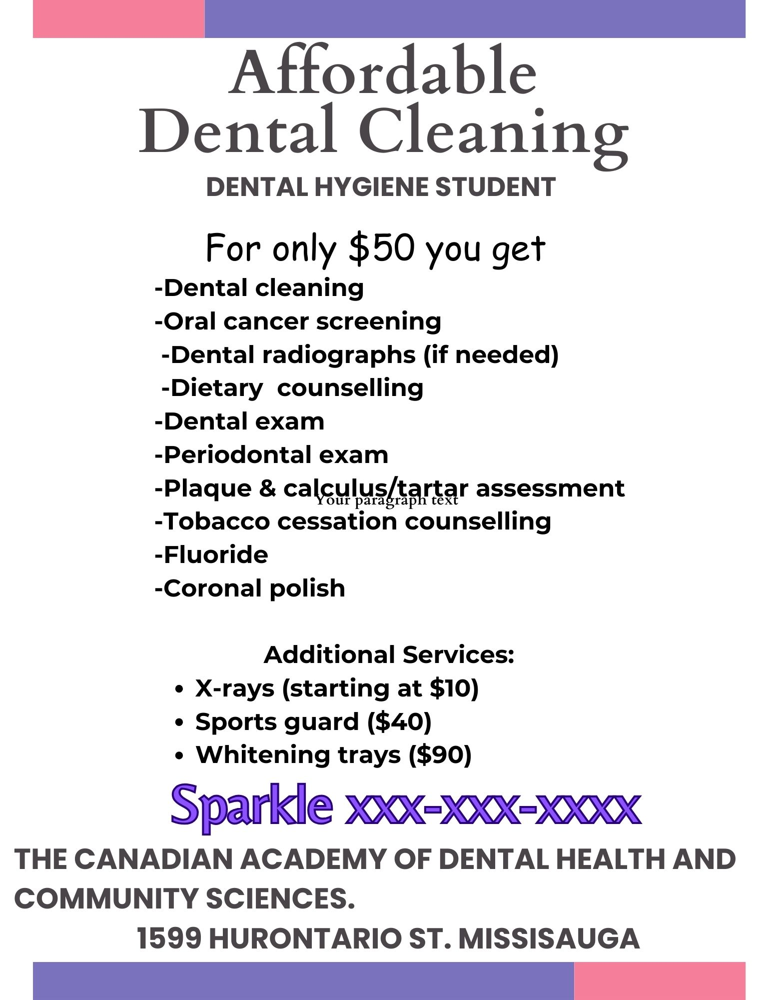 Affordable
Dental Cleaning
DENTAL HYGIENE STUDENT
For only $50 you get
-Dental cleaning
-Oral cancer screening
-Dental radiographs (if needed)
-Dietary  counselling
-Dental exam
-Periodontal exam
-Plaque & calculus/tartar assessment
Your paragraph text
-Tobacco cessation counselling
-Fluoride
-Coronal polish
Additional Services:
• X-rays (starting at $10)
• Sports guard ($40)
• Whitening trays ($90)
Sparkle xxx-xxx-xxxx
THE CANADIAN ACADEMY OF DENTAL HEALTH AND
COMMUNITY SCIENCES.
1599 HURONTARIO ST. MISSISAUGA